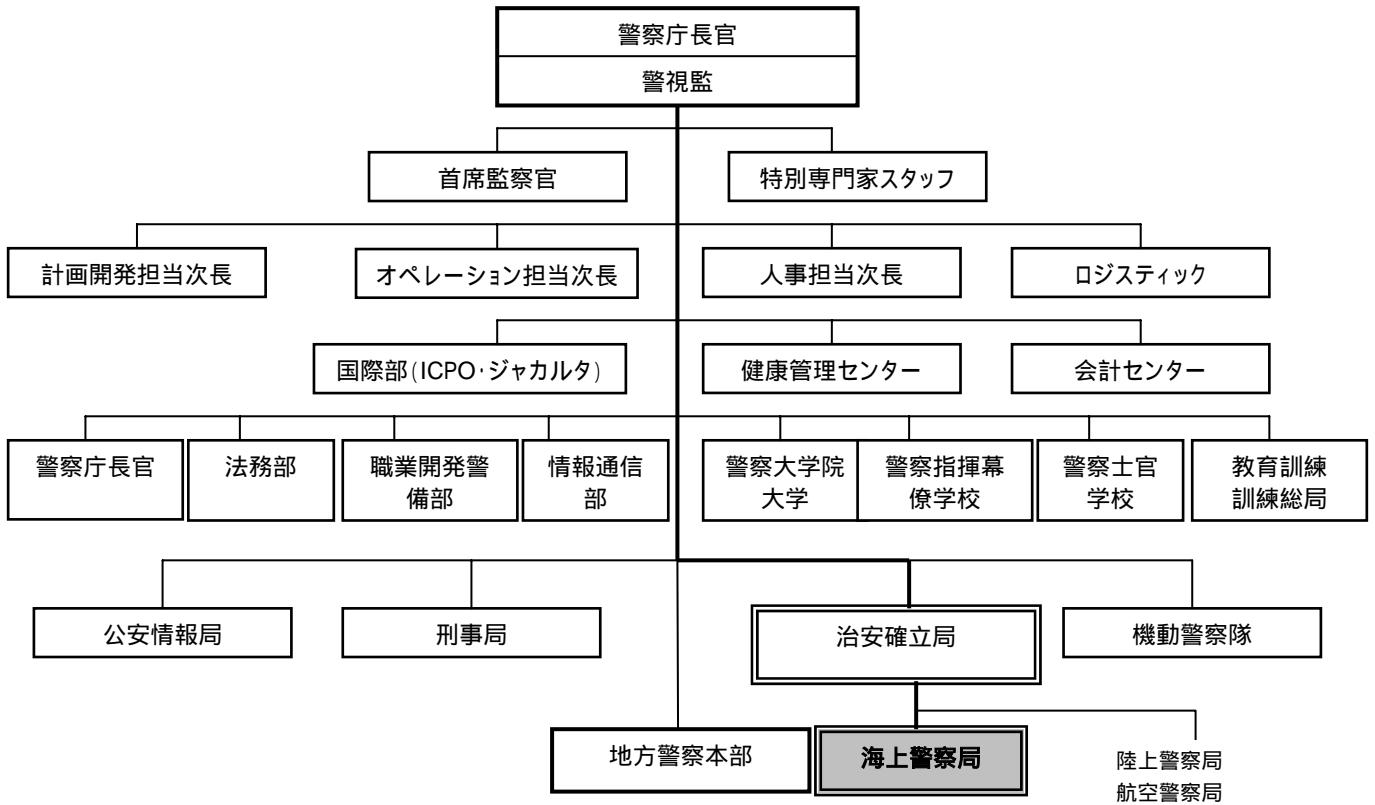 警察庁長官
警視監
首席監察官
特別専門家スタッフ
計画開発担当次長
オペレーション担当次長
人事担当次長
ロジスティック
国際部(ICPO･ジャカルタ)
健康管理センター
会計センター
警察庁長官
法務部
職業開発警
備部
情報通信
部
警察大学院
大学
警察指揮幕
僚学校
警察士官
学校
教育訓練
訓練総局
公安情報局
刑事局
治安確立局
機動警察隊
地方警察本部
海上警察局
陸上警察局
航空警察局